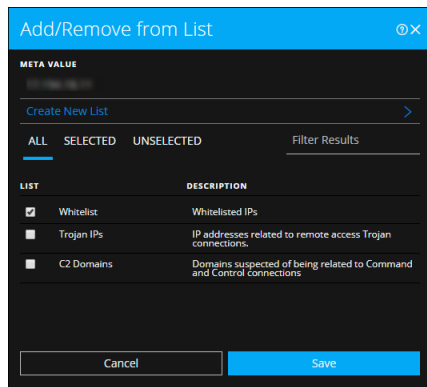 Add/Remove from List
META VALUE
Create New List
ALL SELECTED UNSELECTED Filter Results
LIST DESCRIPTION
Whitelist Whitelisted IPs
Trojan IPs IP addresses related to remote access Trojan
connections.
C2 Domains Domains suspected of being related to Command
and Control connections
Cancel Save